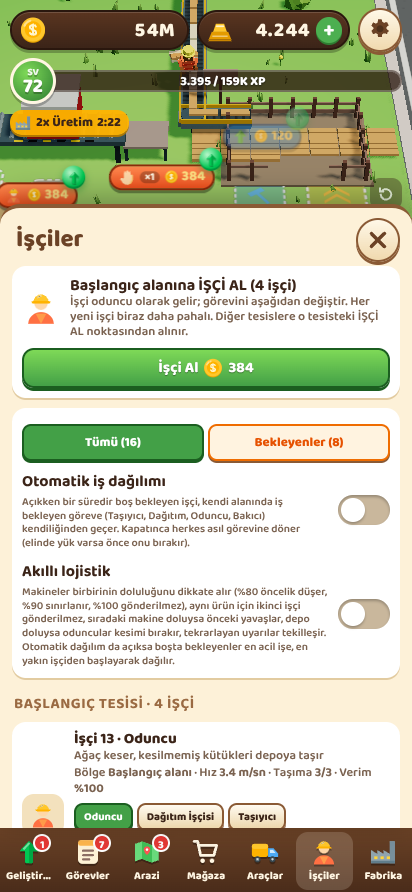 54M
4.244
SV
72
3.395 / 159K XP
2x Üretim 2:22
120
x1 384
384
İşçiler
Başlangıç alanına İŞÇİ AL (4 işçi)
İşçi oduncu olarak gelir; görevini aşağıdan değiştir. Her
yeni işçi biraz daha pahalı. Diğer tesislere o tesisteki İŞÇİ
AL noktasından alınır.
İşçi Al 384
Tümü (16)
Bekleyenler (8)
Otomatik iş dağılımı
Açıkken bir süredir boş bekleyen işçi, kendi alanında iş
bekleyen göreve (Taşıyıcı, Dağıtım, Oduncu, Bakıcı)
kendiliğinden geçer. Kapatınca herkes asıl görevine döner
(elinde yük varsa önce onu bırakır).
Akıllı lojistik
Makineler birbirinin doluluğunu dikkate alır (%80 öncelik düşer,
%90 sınırlanır, %100 gönderilmez), aynı ürün için ikinci işçi
gönderilmez, sıradaki makine doluysa önceki yavaşlar, depo
doluysa oduncular kesimi bırakır, tekrarlayan uyarılar tekilleşir.
Otomatik dağılım da açıksa boşta bekleyenler en acil işe, en
yakın işçiden başlayarak dağılır.
BAŞLANGIÇ TESİSİ · 4 İŞÇİ
İşçi 13 · Oduncu
Ağaç keser, kesilmemiş kütükleri depoya taşır
Bölge Başlangıç alanı · Hız 3.4 m/sn · Taşıma 3/3 · Verim
%100
Oduncu
Dağıtım İşçisi
Taşıyıcı
1
7
3
Geliştir...
Görevler
Arazi
Mağaza
Araçlar
İşçiler
Fabrika